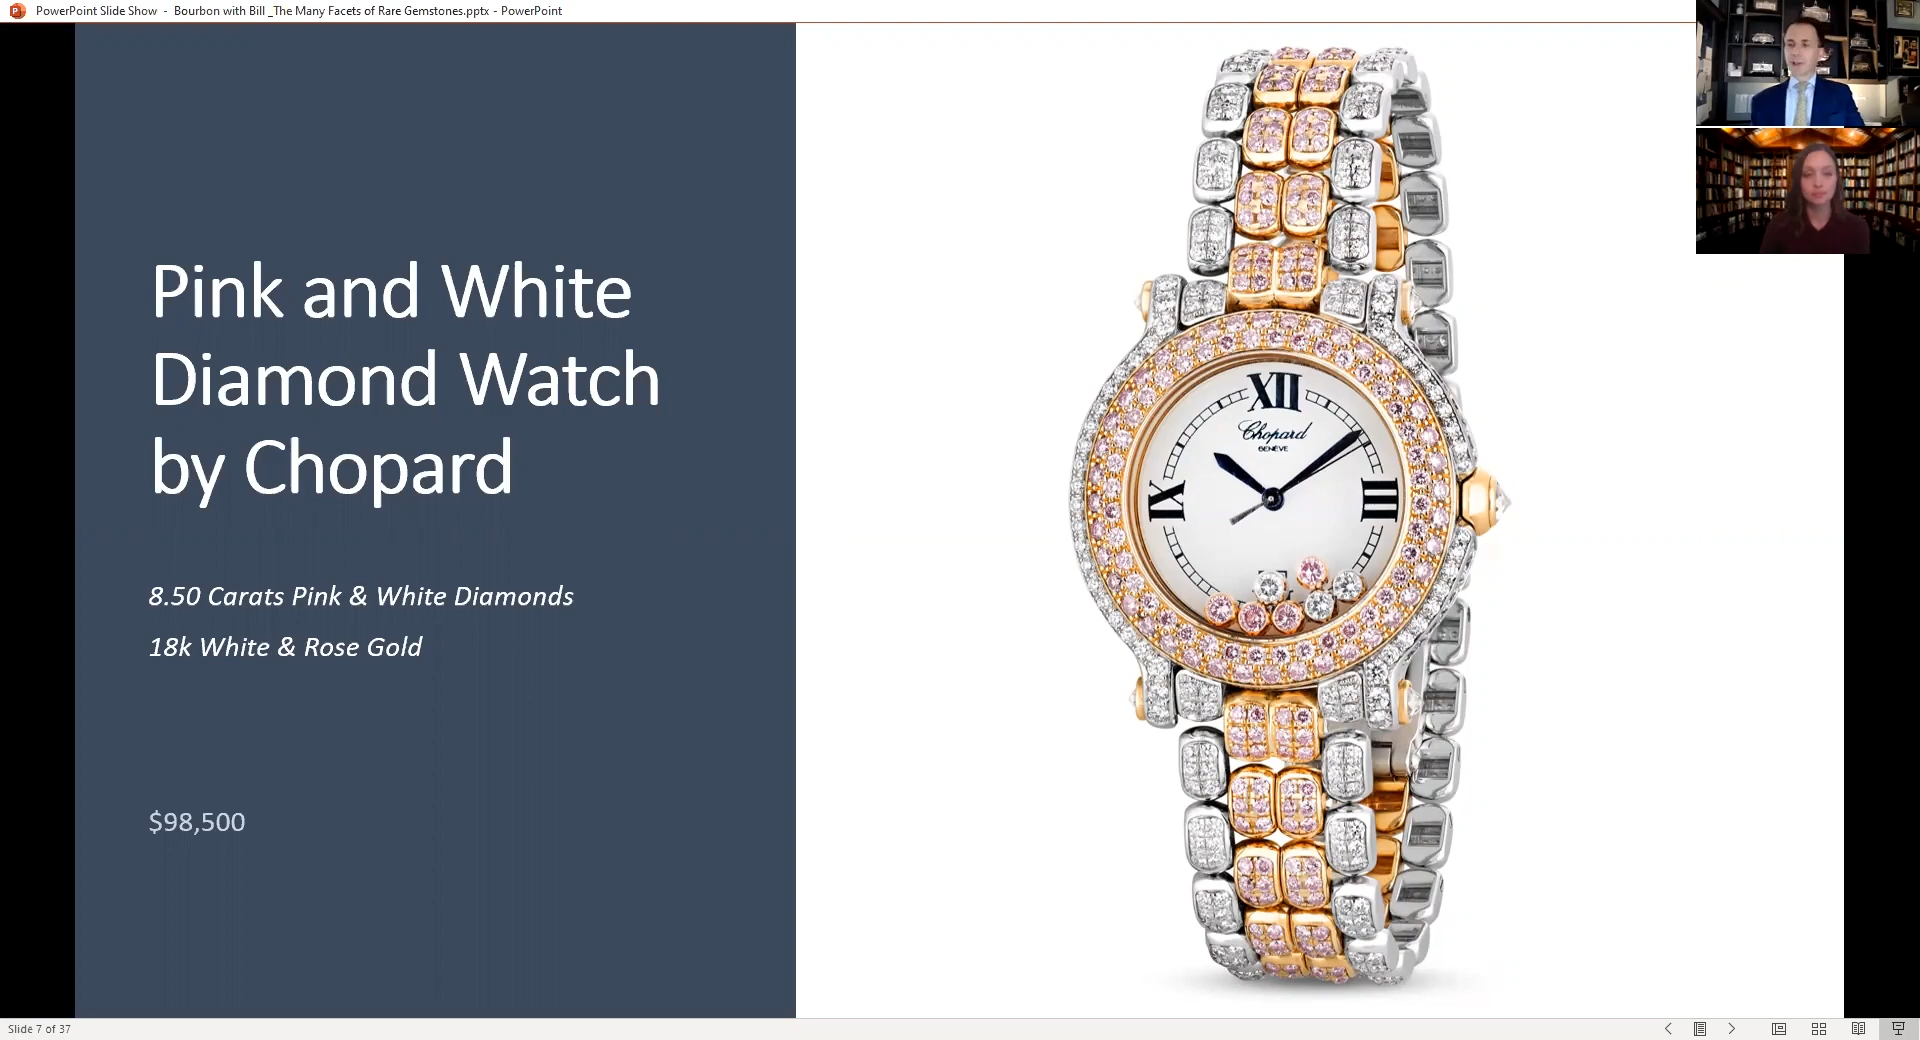 PowerPoint Slide Show - Bourbon with Bill _The Many Facets of Rare Gemstones.pptx - PowerPoint
Pink and White
Diamond Watch
by Chopard
8.50 Carats Pink & White Diamonds
18k White & Rose Gold
$98,500
XII
Chopard
GENÈVE
IX
III
Slide 7 of 37